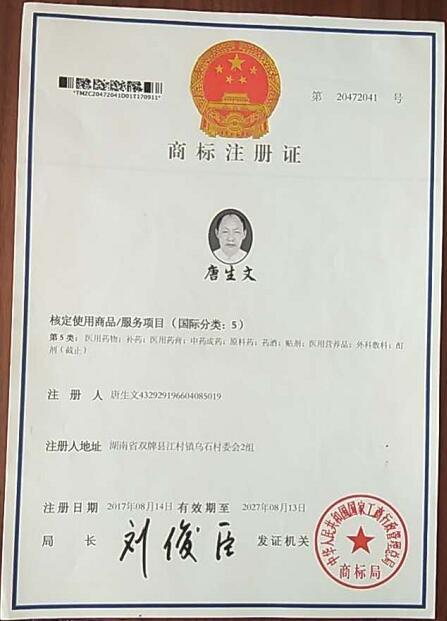 *TMZC20472041D01T170911*
第 20472041 号
商标注册证
唐生文
核定使用商品/服务项目（国际分类：5）
第5类：医用药物；补药；医用药膏；中药成药；原料药；药酒；贴剂；医用营养品；外科敷料；酊
剂（截止）
注册人 唐生文432929196604085019
注册人地址 湖南省双牌县江村镇乌石村委会2组
注册日期 2017年08月14日 有效期至 2027年08月13日
局长 刘俊臣 发证机关
中华人民共和国国家工商行政管理总局
商标局